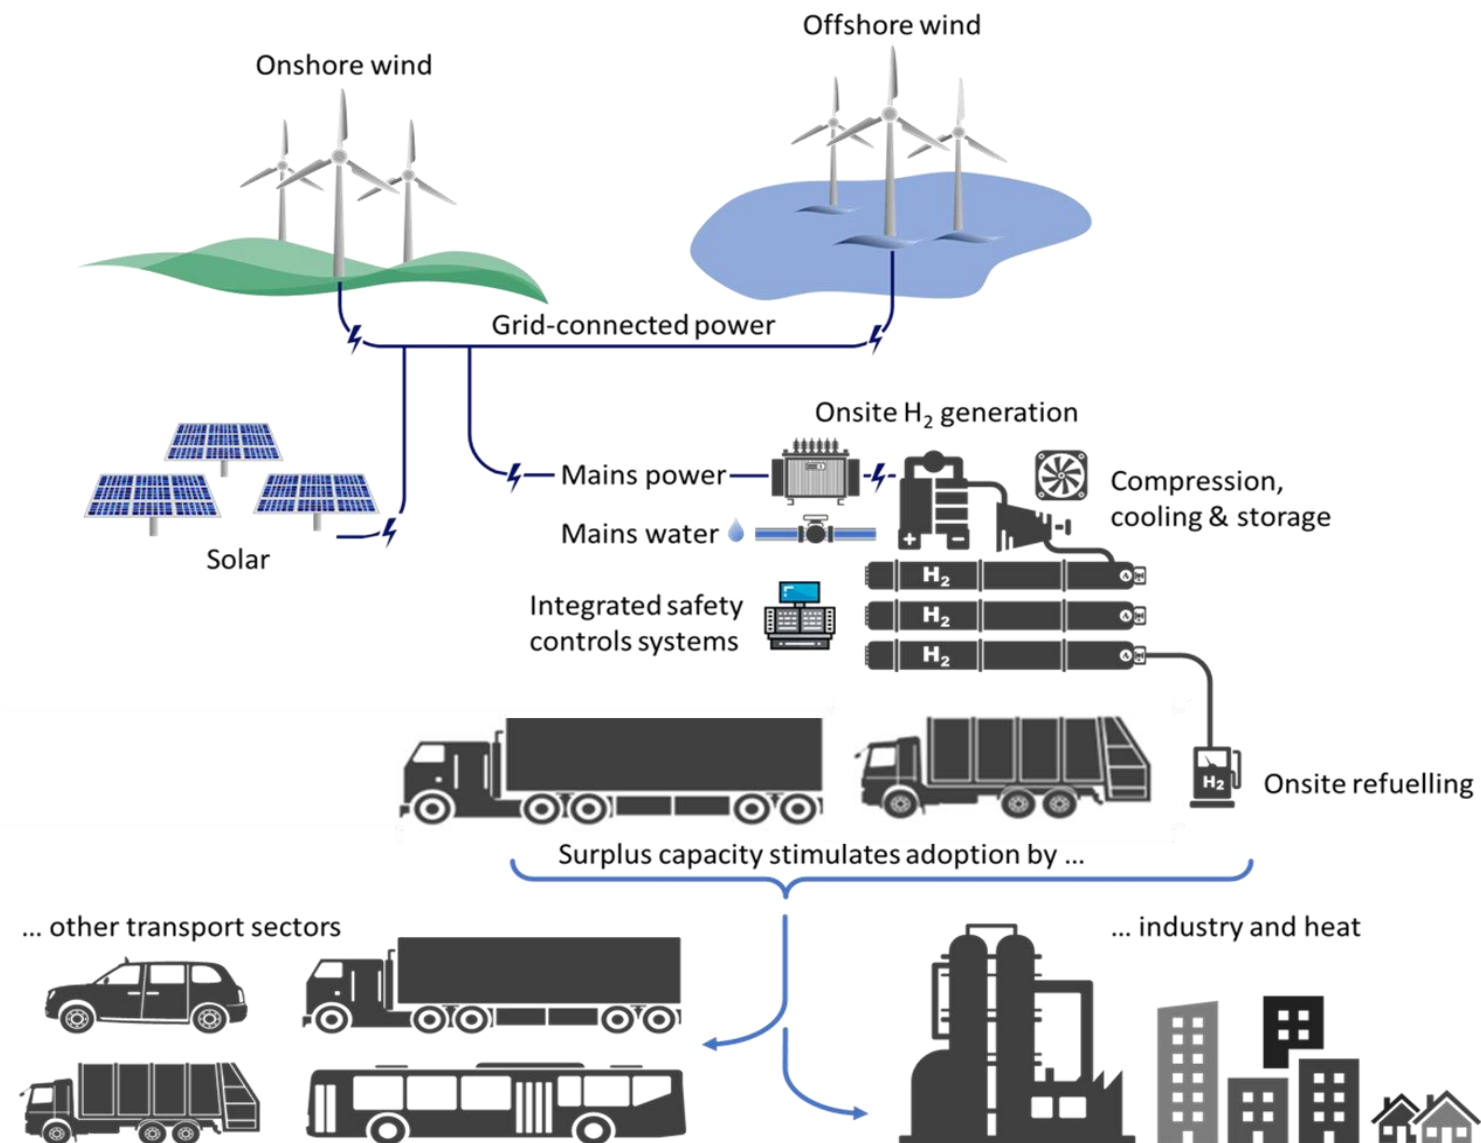 Offshore wind
Onshore wind
Grid-connected power
Onsite H₂ generation
Mains power
Compression,
cooling & storage
Mains water
Solar
Integrated safety
controls systems
H₂
H₂
H₂
H₂
Onsite refuelling
Surplus capacity stimulates adoption by ...
... other transport sectors
... industry and heat